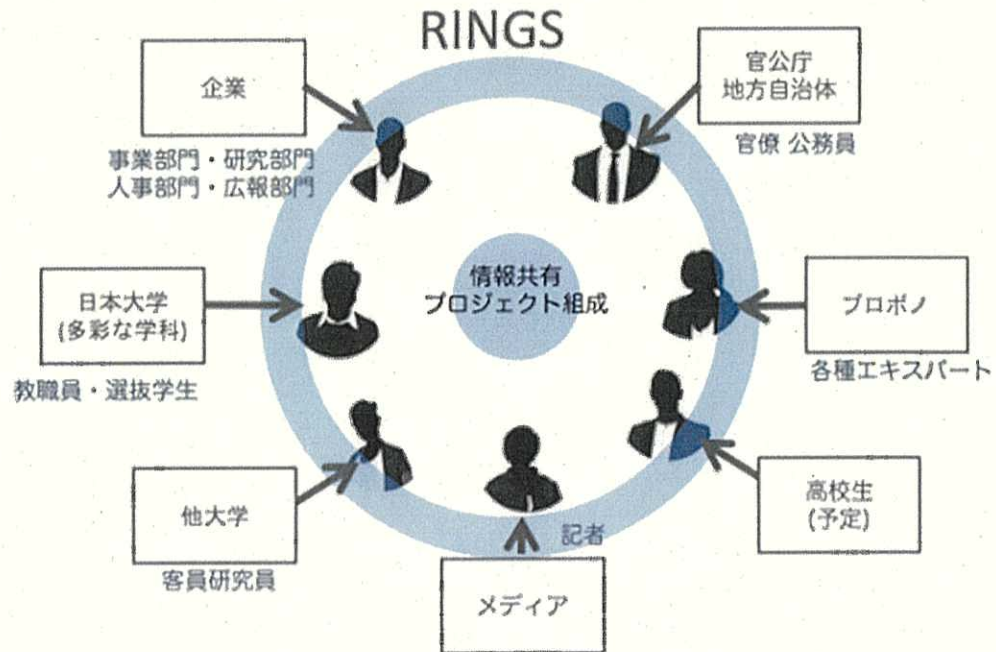 RINGS
企業
事業部門・研究部門
人事部門・広報部門
官公庁
地方自治体
官僚 公務員
日本大学
(多彩な学科)
教職員・選抜学生
情報共有
プロジェクト組成
プロボノ
各種エキスパート
他大学
客員研究員
記者
メディア
高校生
(予定)